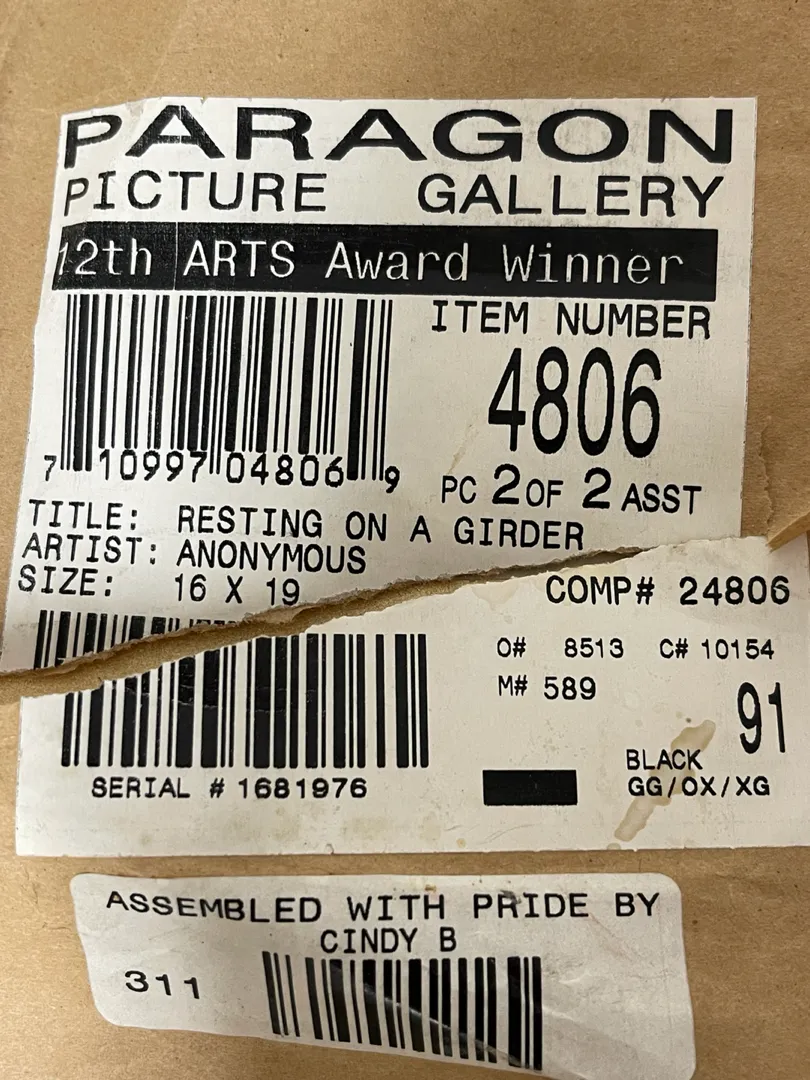 PARAGON
PICTURE GALLERY
12th ARTS Award Winner
ITEM NUMBER
4806
7 10997 04806 9
PC 2 OF 2 ASST
TITLE: RESTING ON A GIRDER
ARTIST: ANONYMOUS
SIZE: 16 X 19
COMP# 24806
O# 8513 C# 10154
M# 589
91
BLACK
GG/OX/XG
SERIAL # 1681976
ASSEMBLED WITH PRIDE BY
CINDY B
311